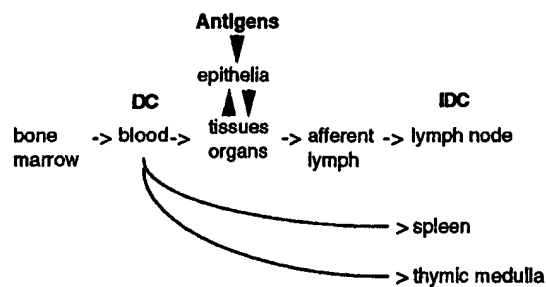 Antigens
epithelia
DC
IDC
bone marrow -> blood -> tissues organs -> afferent lymph -> lymph node
> spleen
> thymic medulla